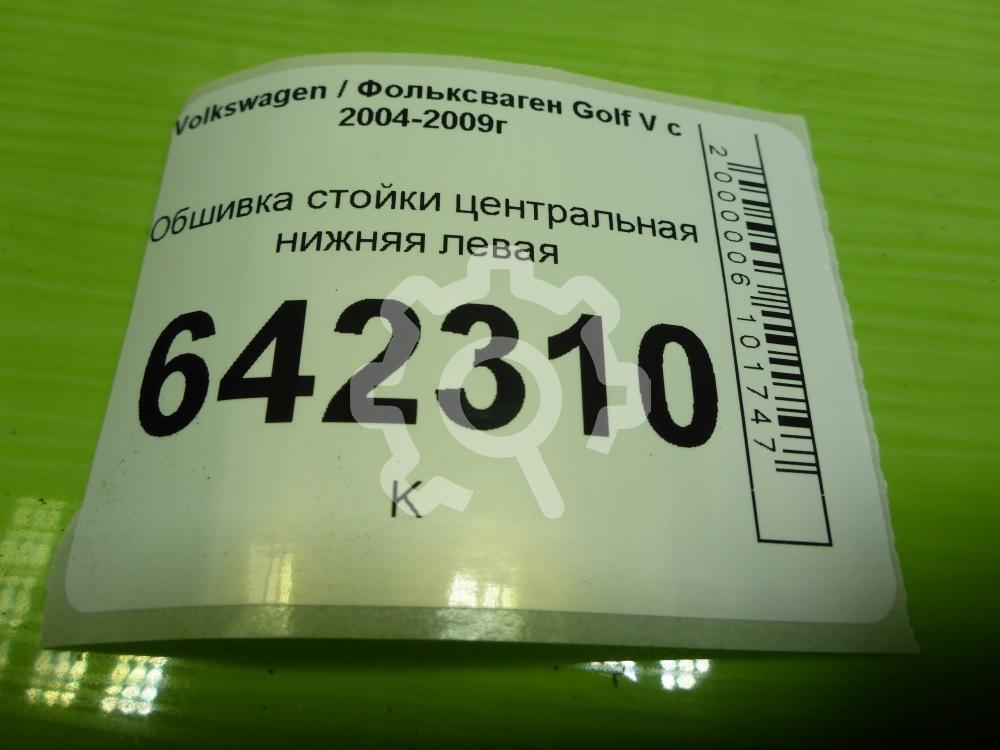 Volkswagen / Фольксваген Golf V с
2004-2009г
Обшивка стойки центральная
нижняя левая
642310
К
2000006101747